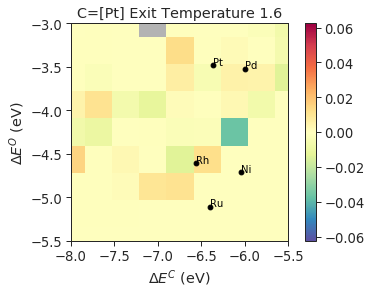 C=[Pt] Exit Temperature 1.6
−3.0
−3.5
−4.0
−4.5
−5.0
−5.5
ΔE^O (eV)
Pt
Pd
Rh
Ni
Ru
−8.0 −7.5 −7.0 −6.5 −6.0 −5.5
ΔE^C (eV)
0.06
0.04
0.02
0.00
−0.02
−0.04
−0.06